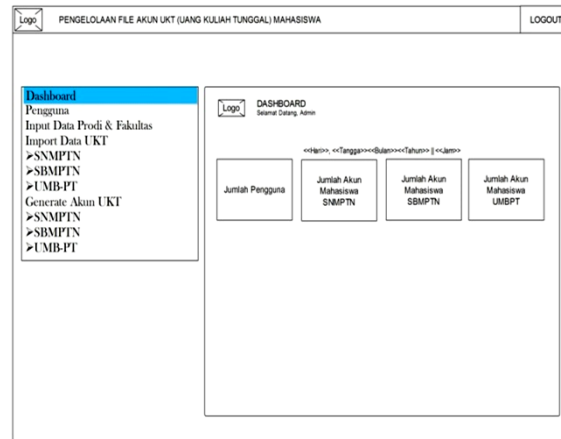 Logo PENGELOLAAN FILE AKUN UKT (UANG KULIAH TUNGGAL) MAHASISWA LOGOUT
Dashboard
Pengguna
Input Data Prodi & Fakultas
Import Data UKT
➢SNMPTN
➢SBMPTN
➢UMB-PT
Generate Akun UKT
➢SNMPTN
➢SBMPTN
➢UMB-PT
Logo
DASHBOARD
Selamat Datang, Admin
<<Hari>>, <<Tangga>><<Bulan>><<Tahun>> || <<Jam>>
Jumlah Pengguna
Jumlah Akun
Mahasiswa
SNMPTN
Jumlah Akun
Mahasiswa
SBMPTN
Jumlah Akun
Mahasiswa
UMBPT